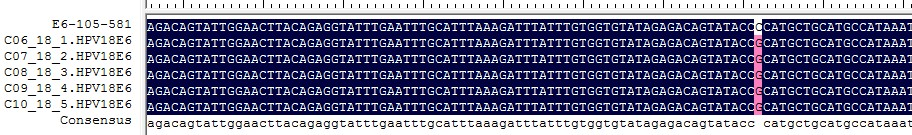 E6-105-581 AGACAGTATTGGAACTTACAGAGGTATTTGAATTTGCATTTAAAGATTTATTTGTGGTGTATAGAGACAGTATACCCCATGCTGCATGCCATAAAT
C06_18_1.HPV18E6 AGACAGTATTGGAACTTACAGAGGTATTTGAATTTGCATTTAAAGATTTATTTGTGGTGTATAGAGACAGTATACCGCATGCTGCATGCCATAAAT
C07_18_2.HPV18E6 AGACAGTATTGGAACTTACAGAGGTATTTGAATTTGCATTTAAAGATTTATTTGTGGTGTATAGAGACAGTATACCGCATGCTGCATGCCATAAAT
C08_18_3.HPV18E6 AGACAGTATTGGAACTTACAGAGGTATTTGAATTTGCATTTAAAGATTTATTTGTGGTGTATAGAGACAGTATACCGCATGCTGCATGCCATAAAT
C09_18_4.HPV18E6 AGACAGTATTGGAACTTACAGAGGTATTTGAATTTGCATTTAAAGATTTATTTGTGGTGTATAGAGACAGTATACCGCATGCTGCATGCCATAAAT
C10_18_5.HPV18E6 AGACAGTATTGGAACTTACAGAGGTATTTGAATTTGCATTTAAAGATTTATTTGTGGTGTATAGAGACAGTATACCGCATGCTGCATGCCATAAAT
Consensus agacagtattggaacttacagaggtatttgaatttgcatttaaagatttatttgtggtgtatagagacagtatacc catgctgcatgccataaat